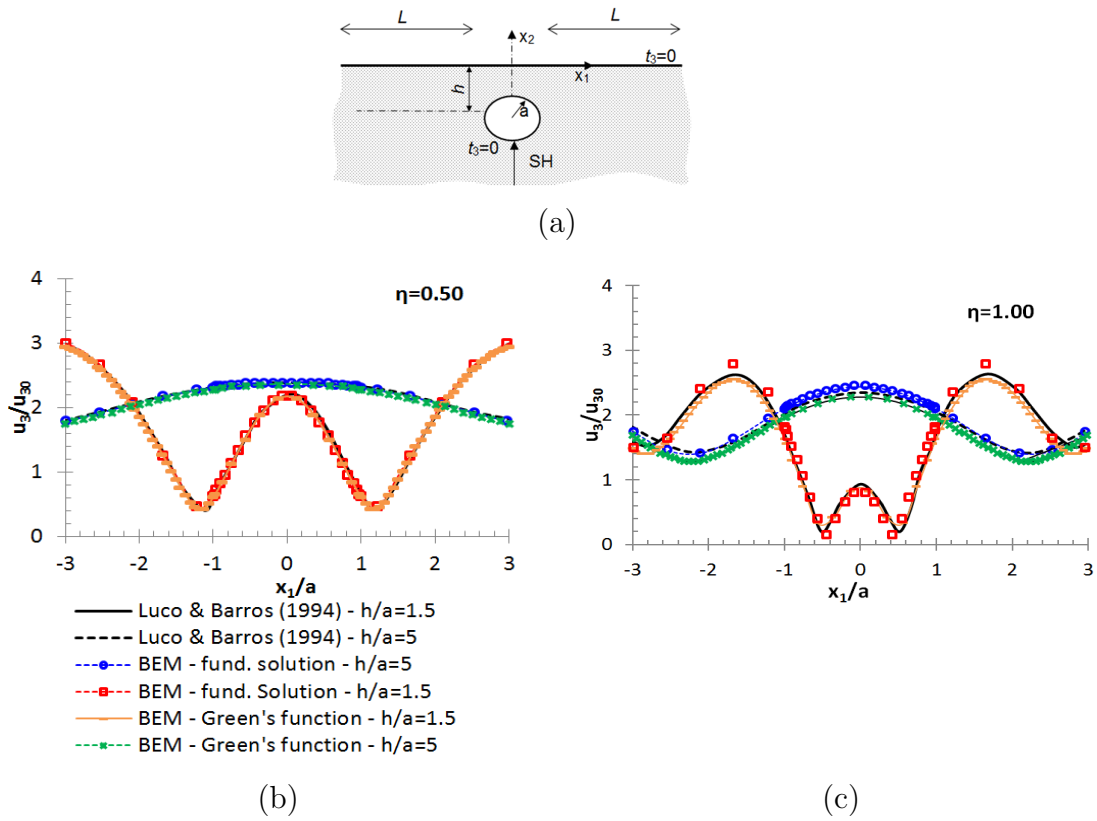 L L
x2
t3=0
x1
h
a
t3=0
SH
(a)
η=0.50
u3/u30
4
3
2
1
0
-3 -2 -1 0 1 2 3
x1/a
η=1.00
u3/u30
4
3
2
1
0
-3 -2 -1 0 1 2 3
x1/a
Luco & Barros (1994) - h/a=1.5
Luco & Barros (1994) - h/a=5
BEM - fund. solution - h/a=5
BEM - fund. Solution - h/a=1.5
BEM - Green's function - h/a=1.5
BEM - Green's function - h/a=5
(b) (c)